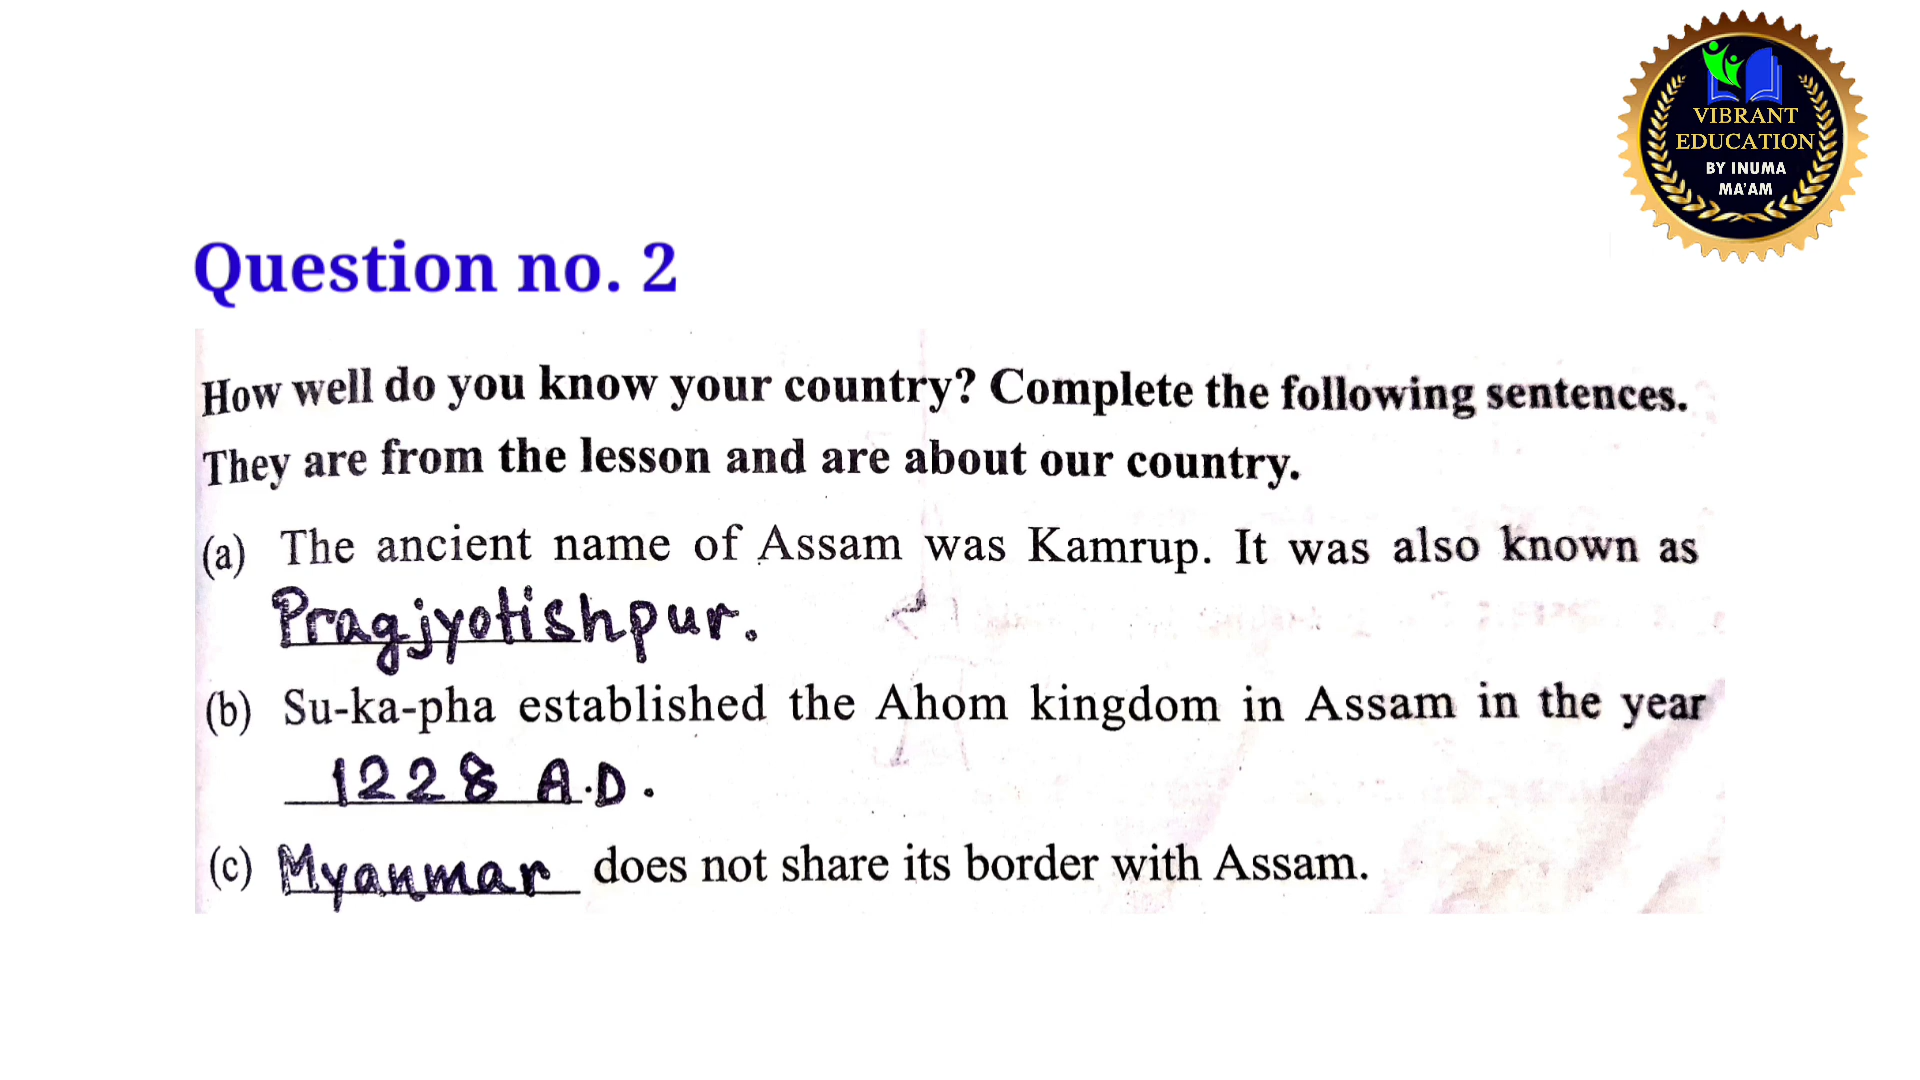 VIBRANT
EDUCATION
BY INUMA
MA'AM
Question no. 2
How well do you know your country? Complete the following sentences.
They are from the lesson and are about our country.
(a) The ancient name of Assam was Kamrup. It was also known as
Pragjyotishpur.
(b) Su-ka-pha established the Ahom kingdom in Assam in the year
1228 A.D.
(c) Myanmar does not share its border with Assam.